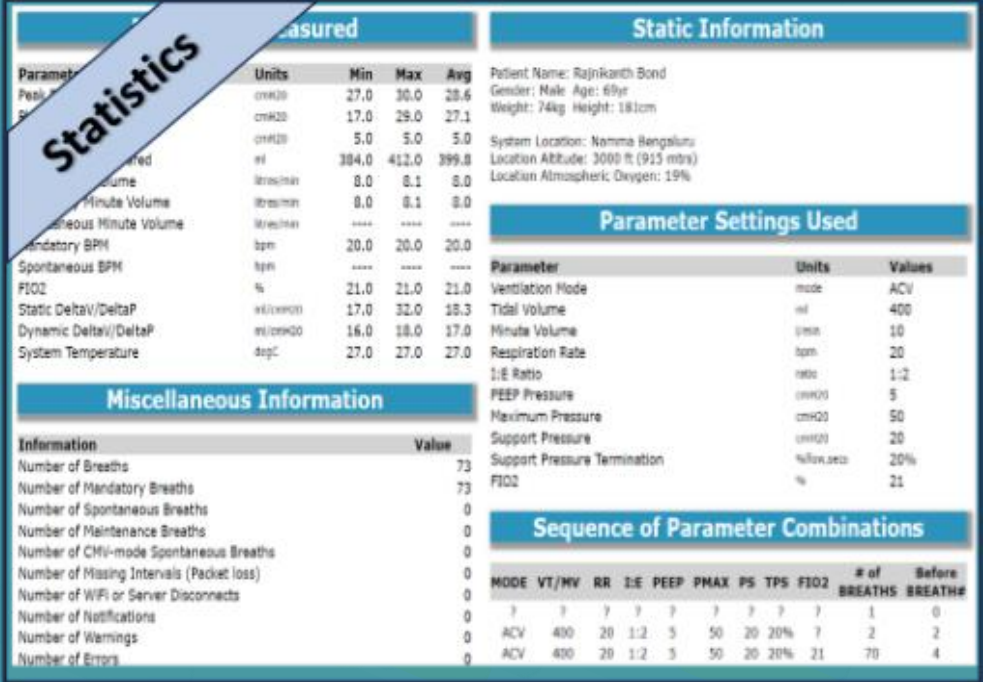 Statistics
asured
Paramet Units Min Max Avg
Peak cmH20 27.0 30.0 28.6
cmH20 17.0 29.0 27.1
cmH20 5.0 5.0 5.0
red ml 384.0 412.0 399.8
ume litres/min 8.0 8.1 8.0
Minute Volume litres/min 8.0 8.1 8.0
aneous Minute Volume litres/min ---- ---- ----
andatory BPM bpm 20.0 20.0 20.0
Spontaneous BPM bpm ---- ---- ----
FIO2 % 21.0 21.0 21.0
Static DeltaV/DeltaP ml/cmH20 17.0 32.0 18.3
Dynamic DeltaV/DeltaP ml/cmH20 16.0 18.0 17.0
System Temperature degC 27.0 27.0 27.0
Miscellaneous Information
Information Value
Number of Breaths 73
Number of Mandatory Breaths 73
Number of Spontaneous Breaths 0
Number of Maintenance Breaths 0
Number of CMV-mode Spontaneous Breaths 0
Number of Missing Intervals (Packet loss) 0
Number of WiFi or Server Disconnects 0
Number of Notifications 0
Number of Warnings 0
Number of Errors 0
Static Information
Patient Name: Rajnikanth Bond
Gender: Male Age: 69yr
Weight: 74kg Height: 181cm
System Location: Namma Bengaluru
Location Altitude: 3000 ft (915 mtrs)
Location Atmospheric Oxygen: 19%
Parameter Settings Used
Parameter Units Values
Ventilation Mode mode ACV
Tidal Volume ml 400
Minute Volume l/min 10
Respiration Rate bpm 20
I:E Ratio ratio 1:2
PEEP Pressure cmH20 5
Maximum Pressure cmH20 50
Support Pressure cmH20 20
Support Pressure Termination %flow,secs 20%
FIO2 % 21
Sequence of Parameter Combinations
MODE VT/MV RR I:E PEEP PMAX PS TPS FIO2 # of BREATHS Before BREATH#
? ? ? ? ? ? ? ? ? 1 0
ACV 400 20 1:2 5 50 20 20% ? 2 2
ACV 400 20 1:2 5 50 20 20% 21 70 4